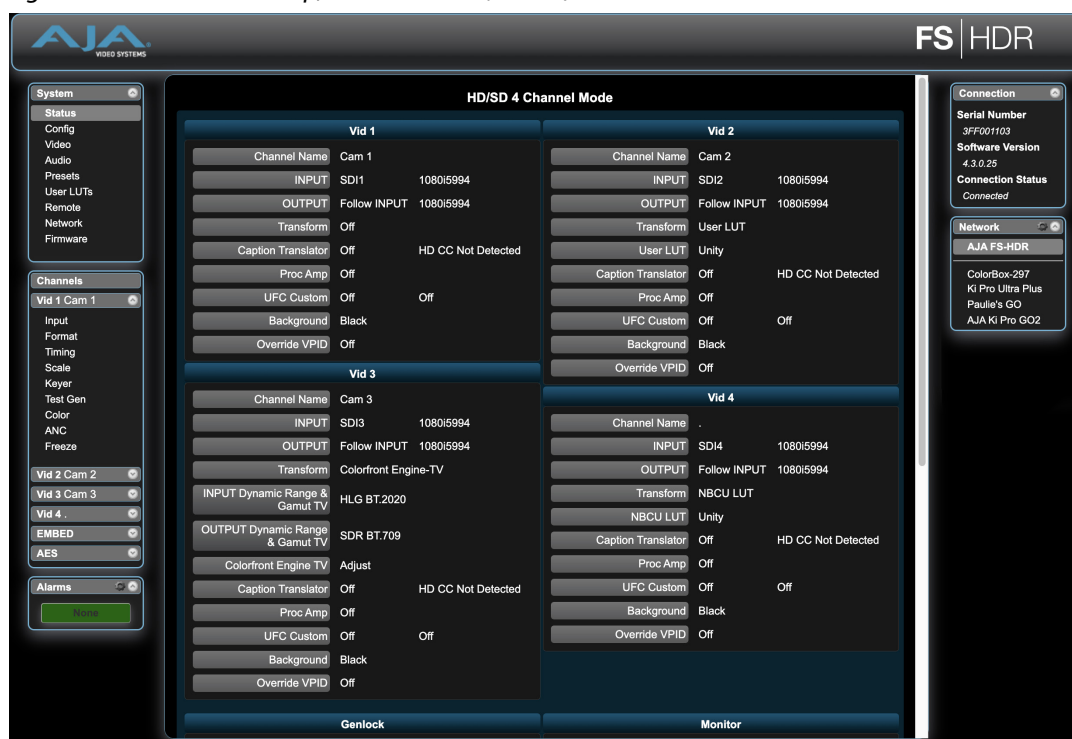 AJA
VIDEO SYSTEMS
FS HDR
System
Status
Config
Video
Audio
Presets
User LUTs
Remote
Network
Firmware
Channels
Vid 1 Cam 1
Input
Format
Timing
Scale
Keyer
Test Gen
Color
ANC
Freeze
Vid 2 Cam 2
Vid 3 Cam 3
Vid 4 .
EMBED
AES
Alarms
None
HD/SD 4 Channel Mode
Vid 1
Channel Name Cam 1
INPUT SDI1 1080i5994
OUTPUT Follow INPUT 1080i5994
Transform Off
Caption Translator Off HD CC Not Detected
Proc Amp Off
UFC Custom Off Off
Background Black
Override VPID Off
Vid 2
Channel Name Cam 2
INPUT SDI2 1080i5994
OUTPUT Follow INPUT 1080i5994
Transform User LUT
User LUT Unity
Caption Translator Off HD CC Not Detected
Proc Amp Off
UFC Custom Off Off
Background Black
Override VPID Off
Vid 3
Channel Name Cam 3
INPUT SDI3 1080i5994
OUTPUT Follow INPUT 1080i5994
Transform Colorfront Engine-TV
INPUT Dynamic Range &
Gamut TV HLG BT.2020
OUTPUT Dynamic Range
& Gamut TV SDR BT.709
Colorfront Engine TV Adjust
Caption Translator Off HD CC Not Detected
Proc Amp Off
UFC Custom Off Off
Background Black
Override VPID Off
Vid 4
Channel Name .
INPUT SDI4 1080i5994
OUTPUT Follow INPUT 1080i5994
Transform NBCU LUT
NBCU LUT Unity
Caption Translator Off HD CC Not Detected
Proc Amp Off
UFC Custom Off Off
Background Black
Override VPID Off
Genlock
Monitor
Connection
Serial Number
3FF001103
Software Version
4.3.0.25
Connection Status
Connected
Network
AJA FS-HDR
ColorBox-297
Ki Pro Ultra Plus
Paulie's GO
AJA Ki Pro GO2